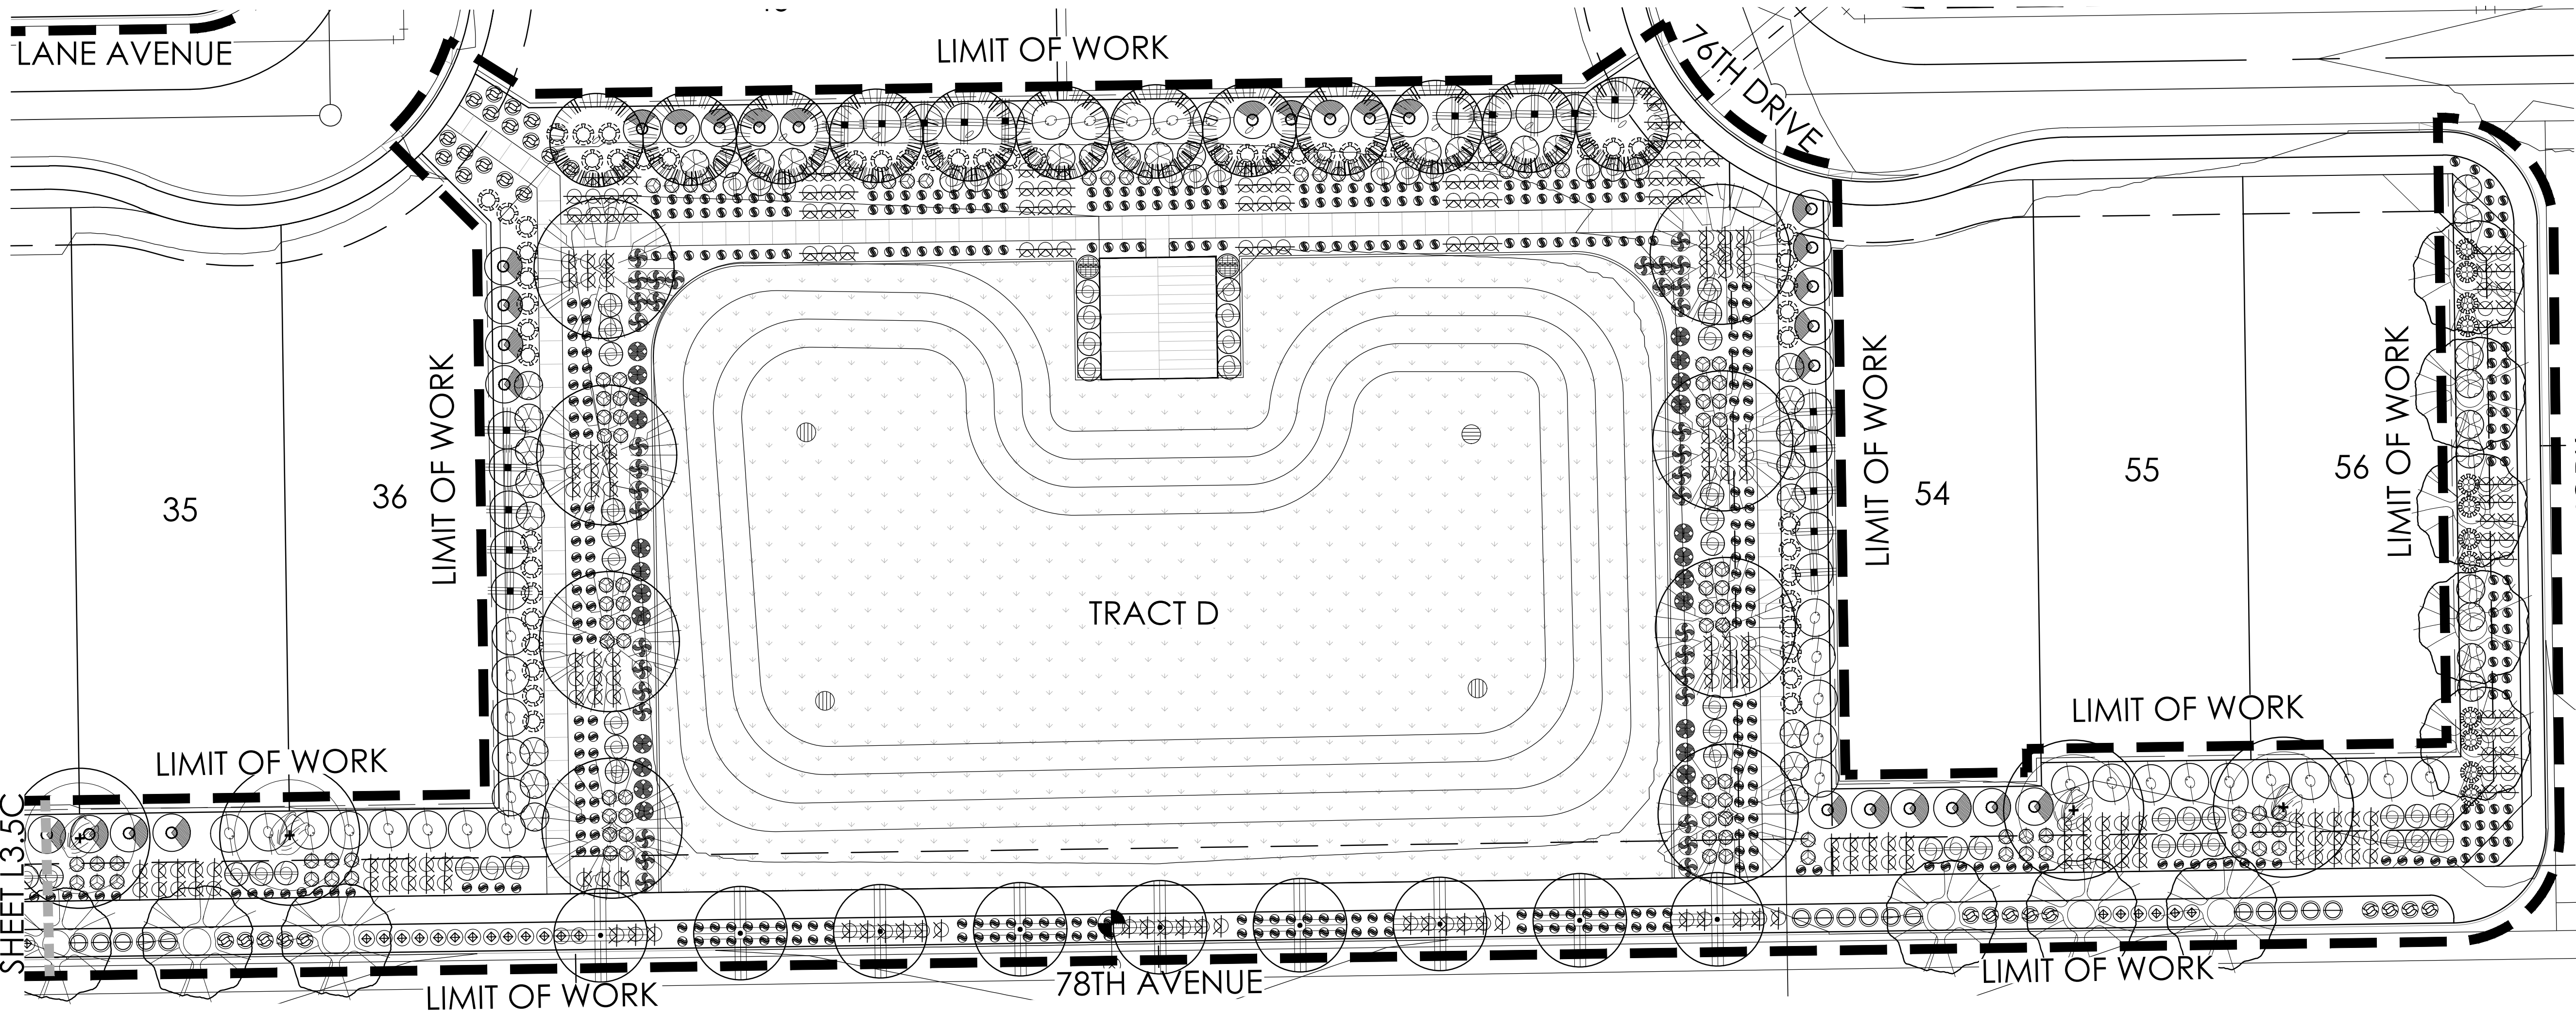 LANE AVENUE
LIMIT OF WORK
76TH DRIVE
35
36
LIMIT OF WORK
TRACT D
LIMIT OF WORK
54
55
56
LIMIT OF WORK
LIMIT OF WORK
LIMIT OF WORK
SHEET L3.5C
LIMIT OF WORK
78TH AVENUE
LIMIT OF WORK